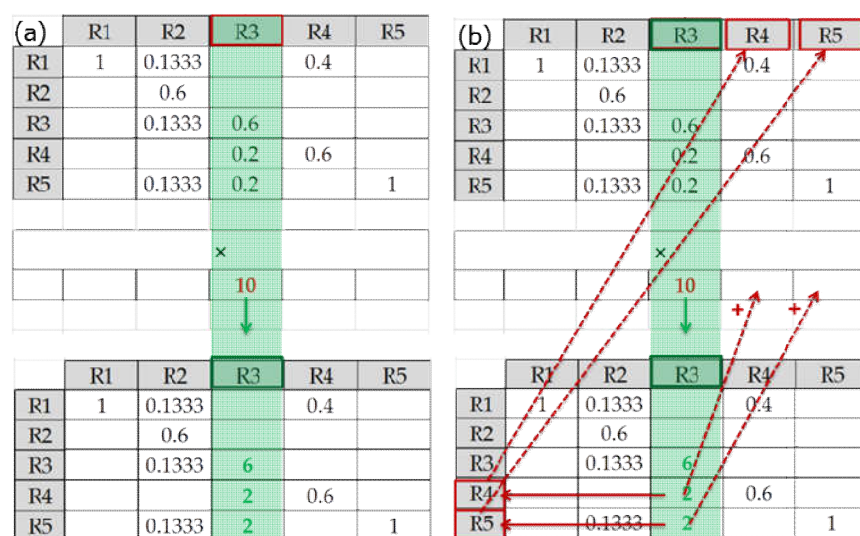 (a) R1 R2 R3 R4 R5
R1 1 0.1333 0.4
R2 0.6
R3 0.1333 0.6
R4 0.2 0.6
R5 0.1333 0.2 1
×
10
R1 R2 R3 R4 R5
R1 1 0.1333 0.4
R2 0.6
R3 0.1333 6
R4 2 0.6
R5 0.1333 2 1
(b) R1 R2 R3 R4 R5
R1 1 0.1333 0.4
R2 0.6
R3 0.1333 0.6
R4 0.2 0.6
R5 0.1333 0.2 1
×
10
+ +
R1 R2 R3 R4 R5
R1 1 0.1333 0.4
R2 0.6
R3 0.1333 6
R4 2 0.6
R5 0.1333 2 1